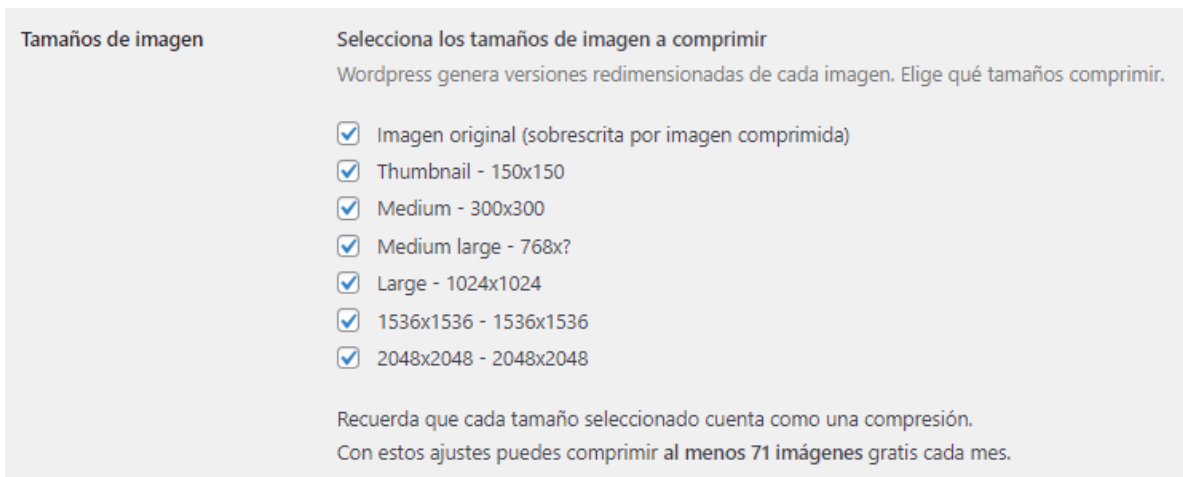 Tamaños de imagen
Selecciona los tamaños de imagen a comprimir
Wordpress genera versiones redimensionadas de cada imagen. Elige qué tamaños comprimir.
Imagen original (sobrescrita por imagen comprimida)
Thumbnail - 150x150
Medium - 300x300
Medium large - 768x?
Large - 1024x1024
1536x1536 - 1536x1536
2048x2048 - 2048x2048
Recuerda que cada tamaño seleccionado cuenta como una compresión.
Con estos ajustes puedes comprimir al menos 71 imágenes gratis cada mes.